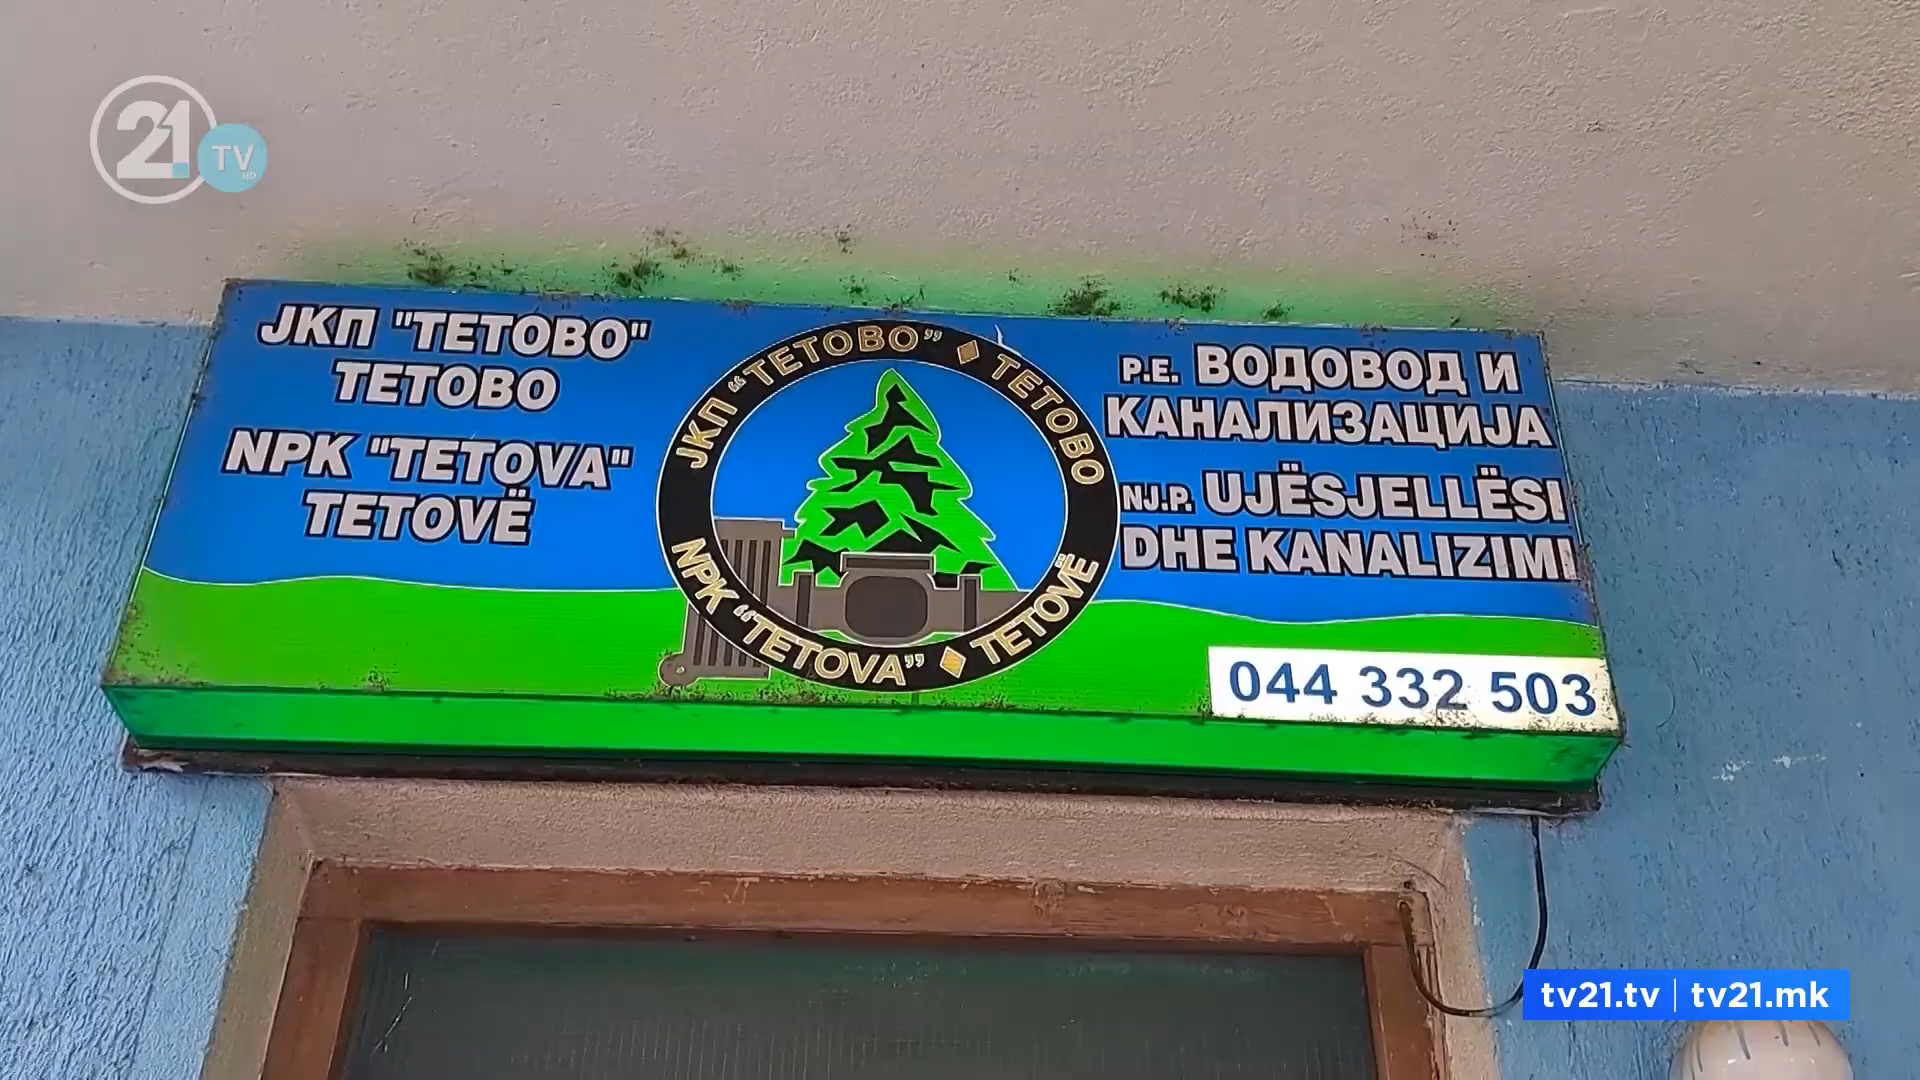 21.
TV
HD
ЈКП "ТЕТОВО"
ТЕТОВО
NPK "TETOVA"
TETOVË
ЈКП “ТЕТОВО” ТЕТОВО
NPK “TETOVA” TETOVË
Р.Е. ВОДОВОД И
КАНАЛИЗАЦИЈА
NJ.P. UJËSJELLËSI
DHE KANALIZIMI
044 332 503
tv21.tv | tv21.mk